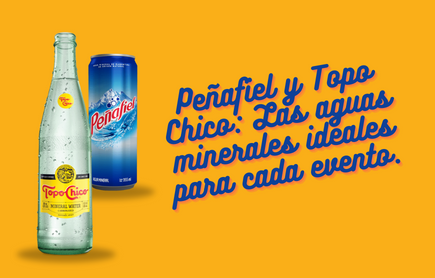 Peñafiel y Topo
Chico: Las aguas
minerales ideales
para cada evento.
Peñafiel
Topo Chico
MINERAL WATER